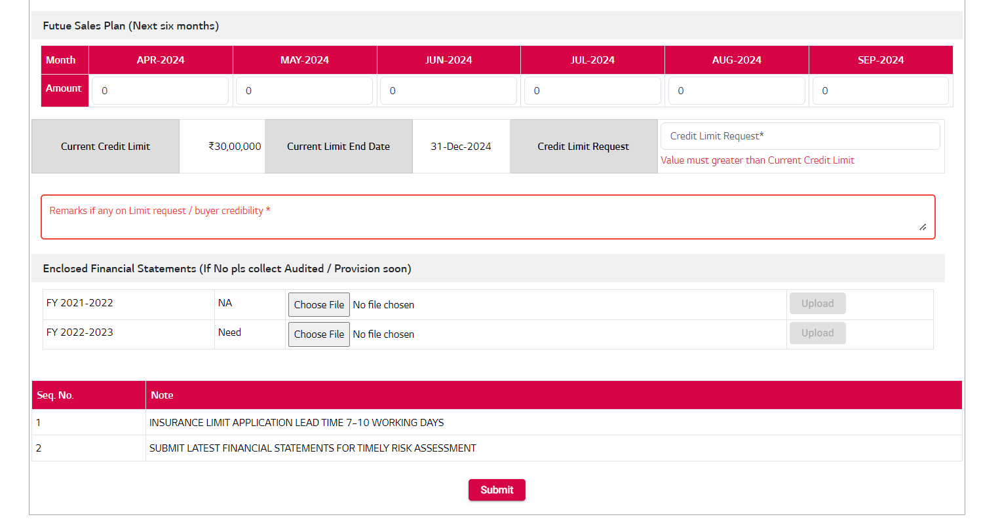 Futue Sales Plan (Next six months)
Month APR-2024 MAY-2024 JUN-2024 JUL-2024 AUG-2024 SEP-2024
Amount 0 0 0 0 0 0
Current Credit Limit ₹30,00,000 Current Limit End Date 31-Dec-2024 Credit Limit Request Credit Limit Request*
Value must greater than Current Credit Limit
Remarks if any on Limit request / buyer credibility *
Enclosed Financial Statements (If No pls collect Audited / Provision soon)
FY 2021-2022 NA Choose File No file chosen Upload
FY 2022-2023 Need Choose File No file chosen Upload
Seq. No. Note
1 INSURANCE LIMIT APPLICATION LEAD TIME 7–10 WORKING DAYS
2 SUBMIT LATEST FINANCIAL STATEMENTS FOR TIMELY RISK ASSESSMENT
Submit